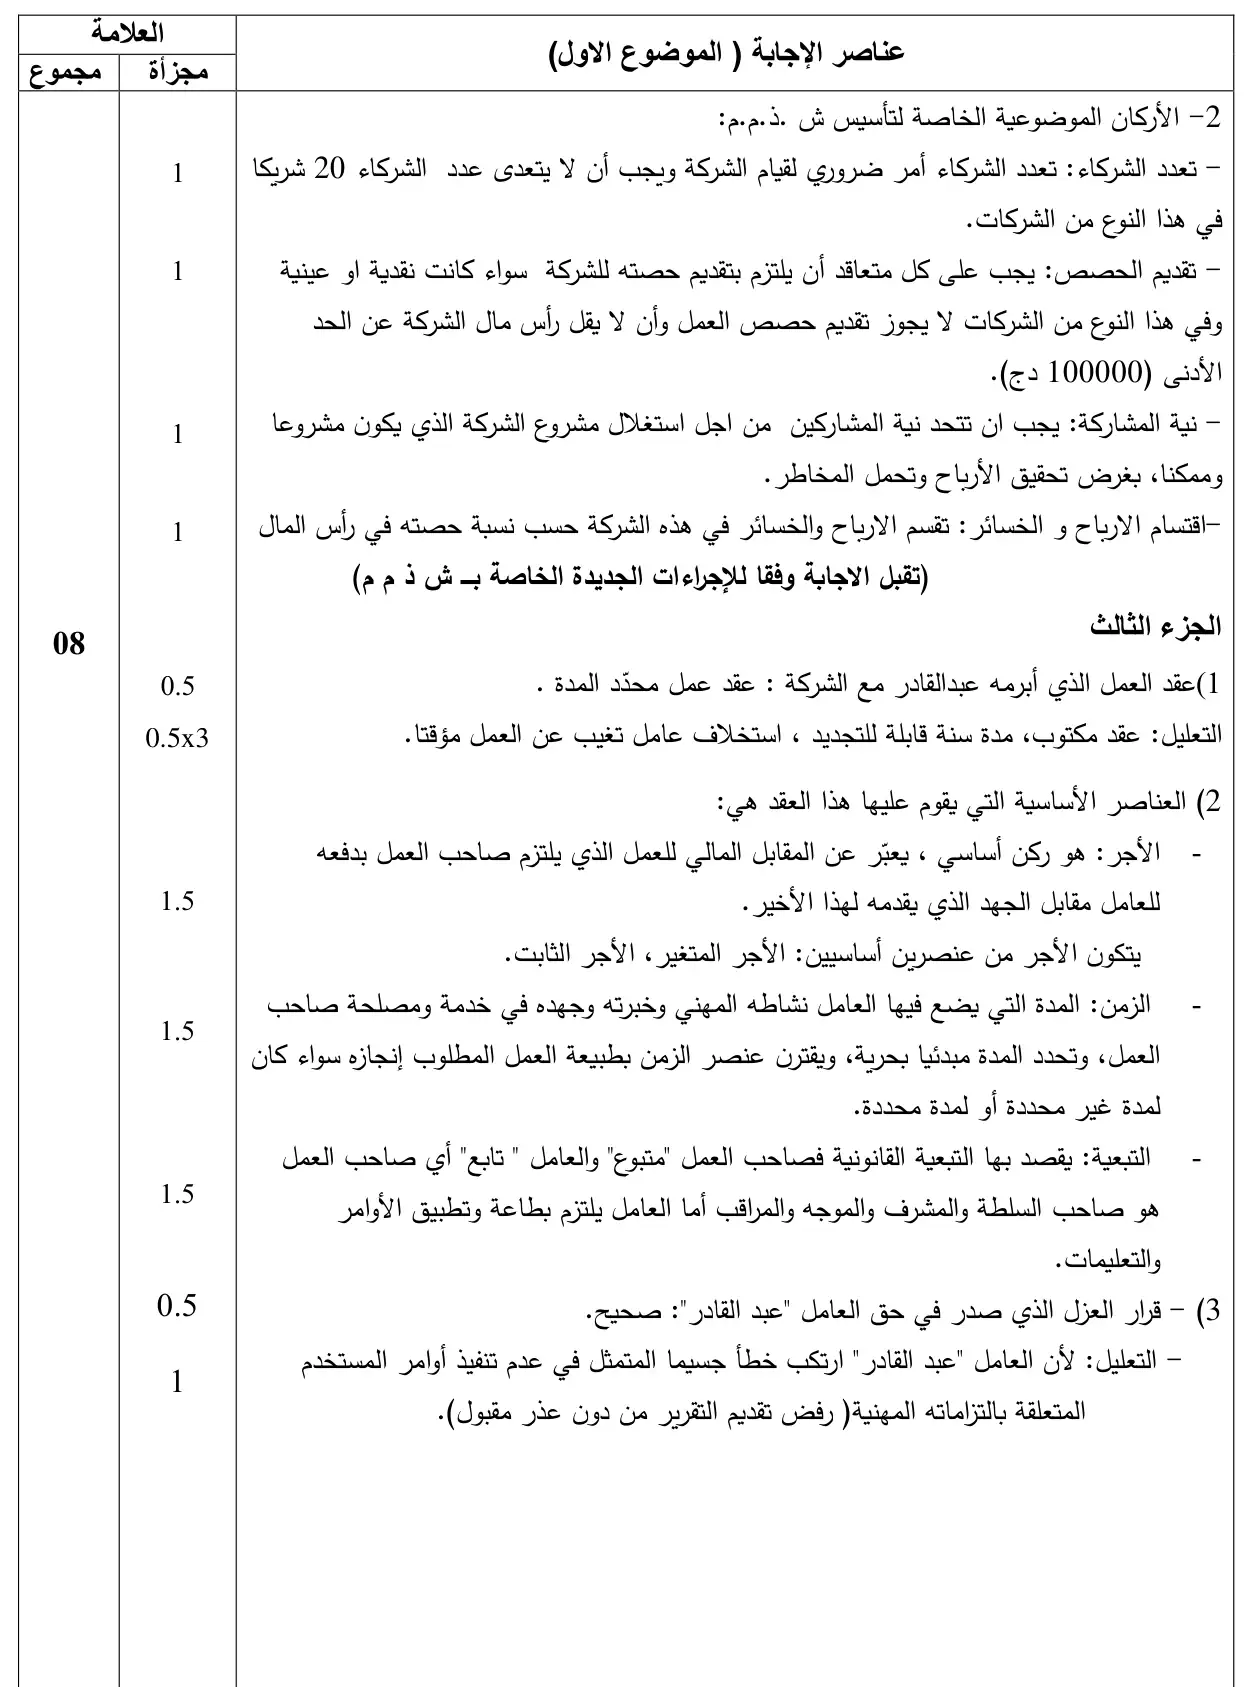 عناصر الإجابة ( الموضوع الاول)
العلامة
مجزأة
مجموع
2- الأركان الموضوعية الخاصة لتأسيس ش .ذ.م.م:
- تعدد الشركاء: تعدد الشركاء أمر ضروري لقيام الشركة ويجب أن لا يتعدى عدد الشركاء 20 شريكا
1
في هذا النوع من الشركات.
- تقديم الحصص: يجب على كل متعاقد أن يلتزم بتقديم حصته للشركة سواء كانت نقدية او عينية
1
وفي هذا النوع من الشركات لا يجوز تقديم حصص العمل وأن لا يقل رأس مال الشركة عن الحد
الأدنى (100000 دج).
- نية المشاركة: يجب ان تتحد نية المشاركين من اجل استغلال مشروع الشركة الذي يكون مشروعا
1
وممكنا، بغرض تحقيق الأرباح وتحمل المخاطر.
-اقتسام الارباح و الخسائر: تقسم الارباح والخسائر في هذه الشركة حسب نسبة حصته في رأس المال
1
(تقبل الاجابة وفقا للإجراءات الجديدة الخاصة بـ ش ذ م م)
الجزء الثالث
08
1)عقد العمل الذي أبرمه عبدالقادر مع الشركة : عقد عمل محدّد المدة .
0.5
التعليل: عقد مكتوب، مدة سنة قابلة للتجديد ، استخلاف عامل تغيب عن العمل مؤقتا.
0.5x3
2) العناصر الأساسية التي يقوم عليها هذا العقد هي:
- الأجر: هو ركن أساسي ، يعبّر عن المقابل المالي للعمل الذي يلتزم صاحب العمل بدفعه
للعامل مقابل الجهد الذي يقدمه لهذا الأخير.
1.5
يتكون الأجر من عنصرين أساسيين: الأجر المتغير، الأجر الثابت.
- الزمن: المدة التي يضع فيها العامل نشاطه المهني وخبرته وجهده في خدمة ومصلحة صاحب
1.5
العمل، وتحدد المدة مبدئيا بحرية، ويقترن عنصر الزمن بطبيعة العمل المطلوب إنجازه سواء كان
لمدة غير محددة أو لمدة محددة.
- التبعية: يقصد بها التبعية القانونية فصاحب العمل "متبوع" والعامل " تابع" أي صاحب العمل
1.5
هو صاحب السلطة والمشرف والموجه والمراقب أما العامل يلتزم بطاعة وتطبيق الأوامر
والتعليمات.
3) - قرار العزل الذي صدر في حق العامل "عبد القادر": صحيح.
0.5
- التعليل: لأن العامل "عبد القادر" ارتكب خطأ جسيما المتمثل في عدم تنفيذ أوامر المستخدم
1
المتعلقة بالتزاماته المهنية( رفض تقديم التقرير من دون عذر مقبول).